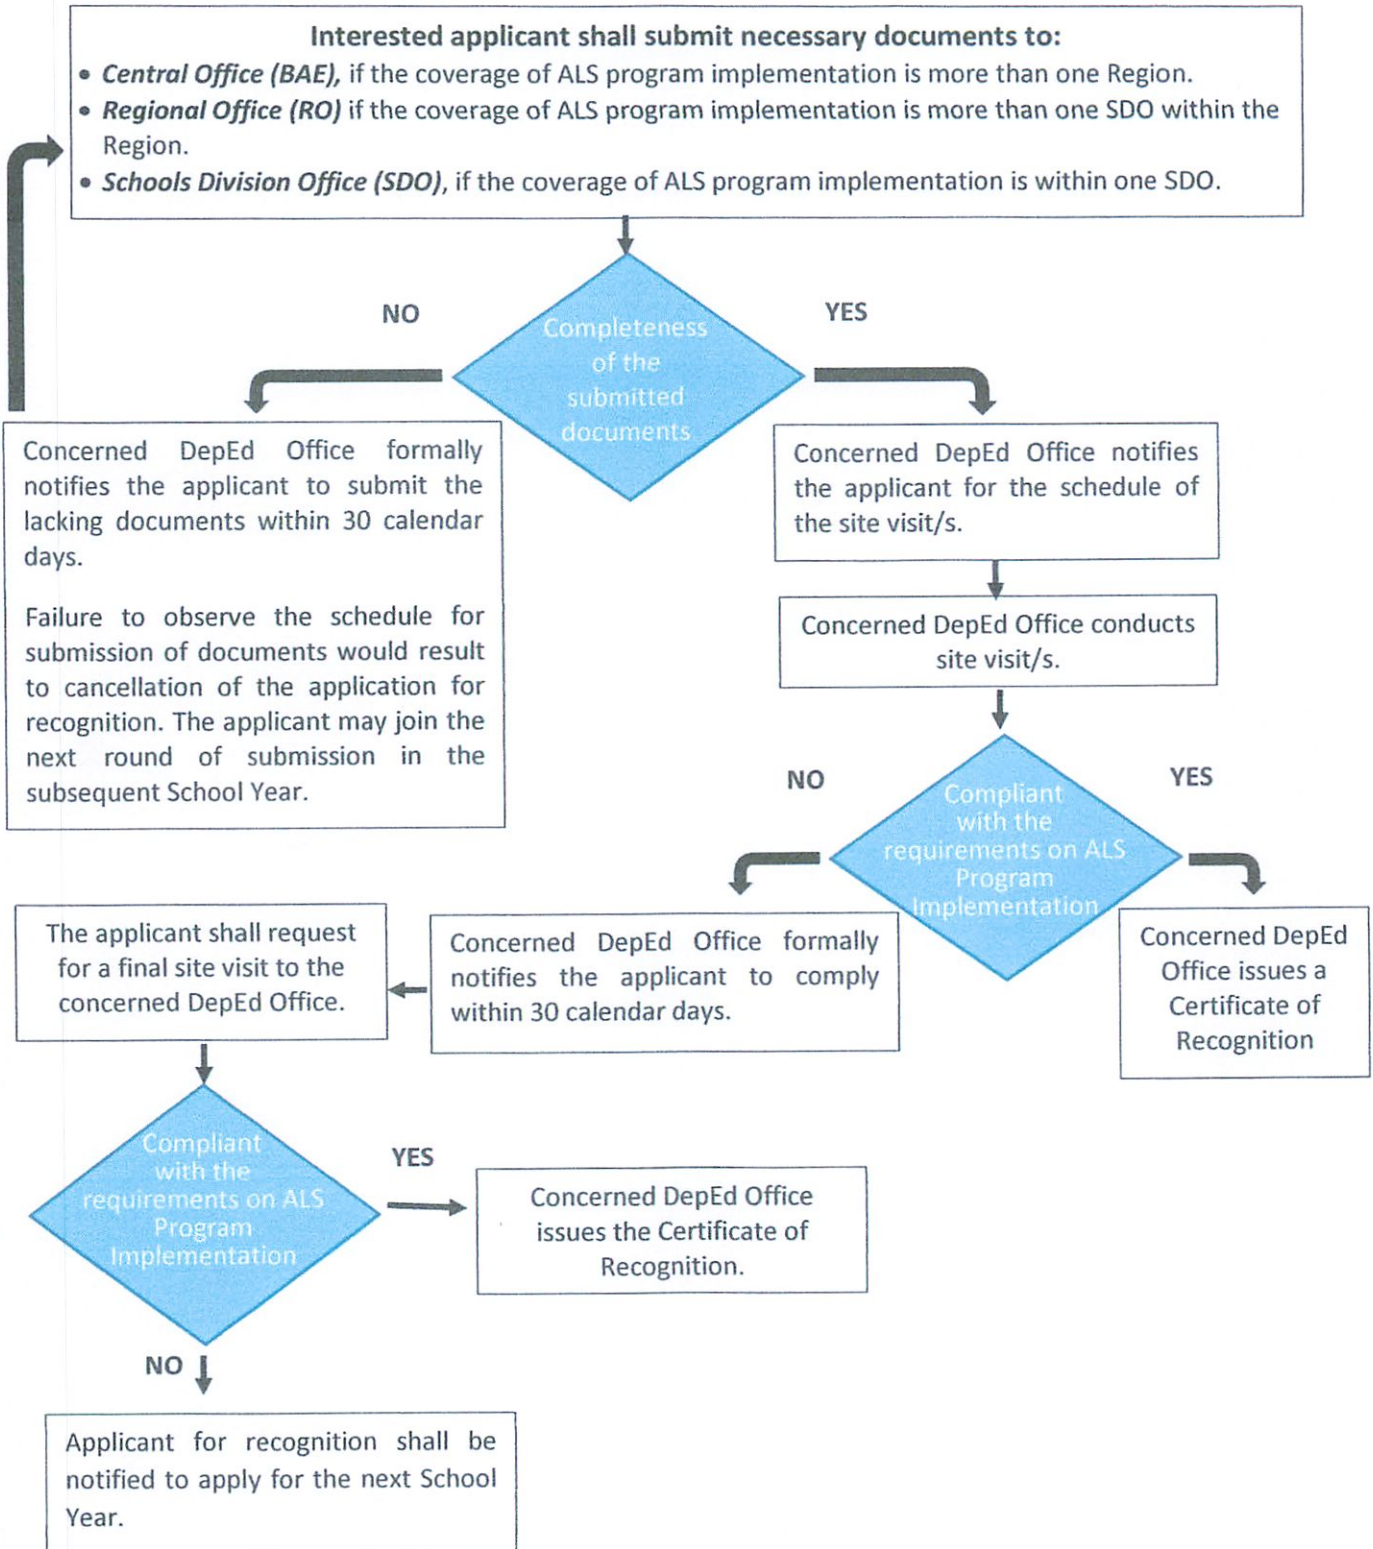 Interested applicant shall submit necessary documents to:
• Central Office (BAE), if the coverage of ALS program implementation is more than one Region.
• Regional Office (RO) if the coverage of ALS program implementation is more than one SDO within the
Region.
• Schools Division Office (SDO), if the coverage of ALS program implementation is within one SDO.
NO
YES
Completeness
of the
submitted
documents
Concerned DepEd Office formally
notifies the applicant to submit the
lacking documents within 30 calendar
days.
Failure to observe the schedule for
submission of documents would result
to cancellation of the application for
recognition. The applicant may join the
next round of submission in the
subsequent School Year.
Concerned DepEd Office notifies
the applicant for the schedule of
the site visit/s.
Concerned DepEd Office conducts
site visit/s.
NO
YES
Compliant
with the
requirements on ALS
Program
Implementation
The applicant shall request
for a final site visit to the
concerned DepEd Office.
Concerned DepEd Office formally
notifies the applicant to comply
within 30 calendar days.
Concerned DepEd
Office issues a
Certificate of
Recognition
Compliant
with the
requirements on ALS
Program
Implementation
YES
Concerned DepEd Office
issues the Certificate of
Recognition.
NO
Applicant for recognition shall be
notified to apply for the next School
Year.